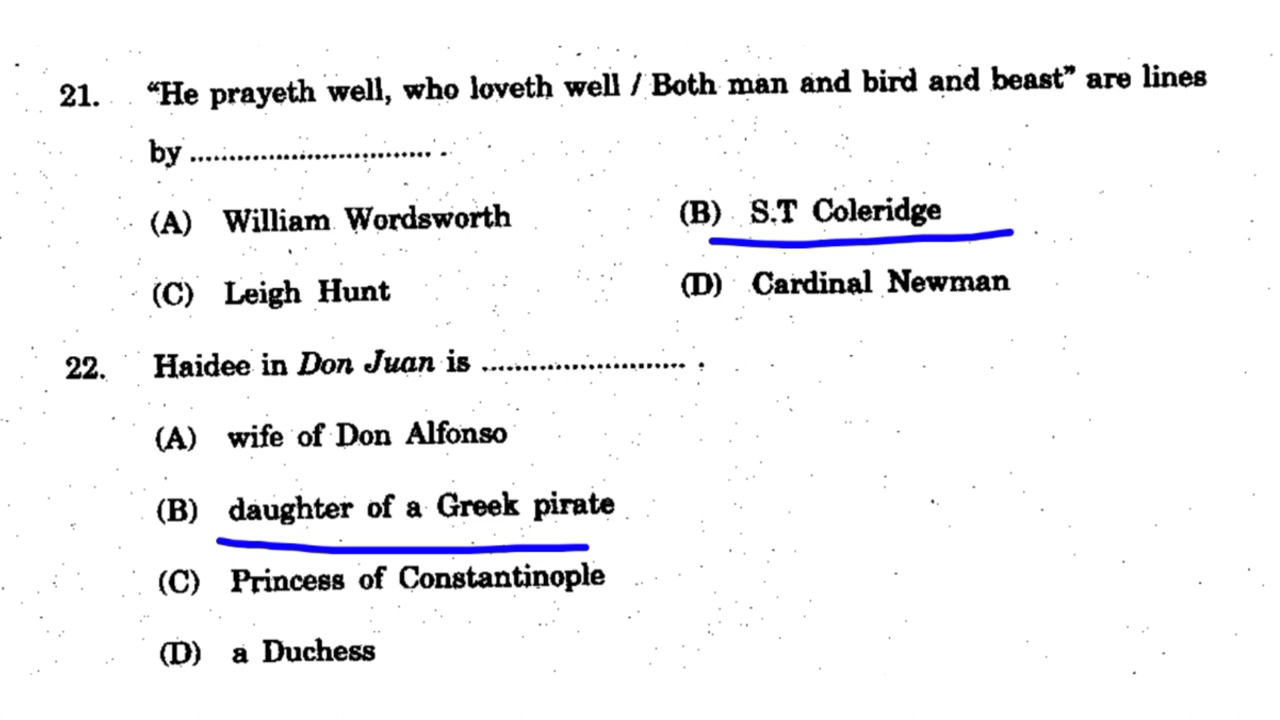 21. "He prayeth well, who loveth well / Both man and bird and beast" are lines
by ............................... .
(A) William Wordsworth (B) S.T Coleridge
(C) Leigh Hunt (D) Cardinal Newman
22. Haidee in Don Juan is .......................... .
(A) wife of Don Alfonso
(B) daughter of a Greek pirate
(C) Princess of Constantinople
(D) a Duchess